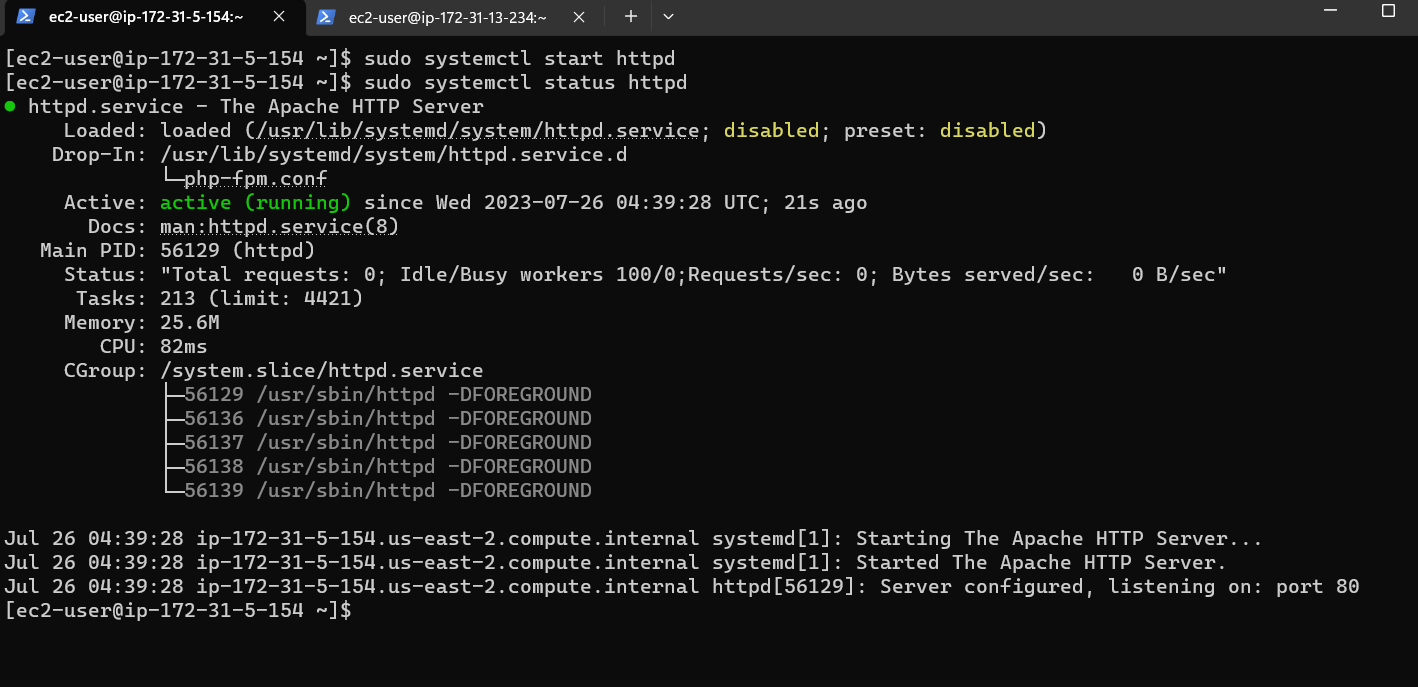 ec2-user@ip-172-31-5-154:~ ec2-user@ip-172-31-13-234:~
[ec2-user@ip-172-31-5-154 ~]$ sudo systemctl start httpd
[ec2-user@ip-172-31-5-154 ~]$ sudo systemctl status httpd
● httpd.service - The Apache HTTP Server
     Loaded: loaded (/usr/lib/systemd/system/httpd.service; disabled; preset: disabled)
    Drop-In: /usr/lib/systemd/system/httpd.service.d
             └─php-fpm.conf
     Active: active (running) since Wed 2023-07-26 04:39:28 UTC; 21s ago
       Docs: man:httpd.service(8)
   Main PID: 56129 (httpd)
     Status: "Total requests: 0; Idle/Busy workers 100/0;Requests/sec: 0; Bytes served/sec:   0 B/sec"
      Tasks: 213 (limit: 4421)
     Memory: 25.6M
        CPU: 82ms
     CGroup: /system.slice/httpd.service
             ├─56129 /usr/sbin/httpd -DFOREGROUND
             ├─56136 /usr/sbin/httpd -DFOREGROUND
             ├─56137 /usr/sbin/httpd -DFOREGROUND
             ├─56138 /usr/sbin/httpd -DFOREGROUND
             └─56139 /usr/sbin/httpd -DFOREGROUND
Jul 26 04:39:28 ip-172-31-5-154.us-east-2.compute.internal systemd[1]: Starting The Apache HTTP Server...
Jul 26 04:39:28 ip-172-31-5-154.us-east-2.compute.internal systemd[1]: Started The Apache HTTP Server.
Jul 26 04:39:28 ip-172-31-5-154.us-east-2.compute.internal httpd[56129]: Server configured, listening on: port 80
[ec2-user@ip-172-31-5-154 ~]$